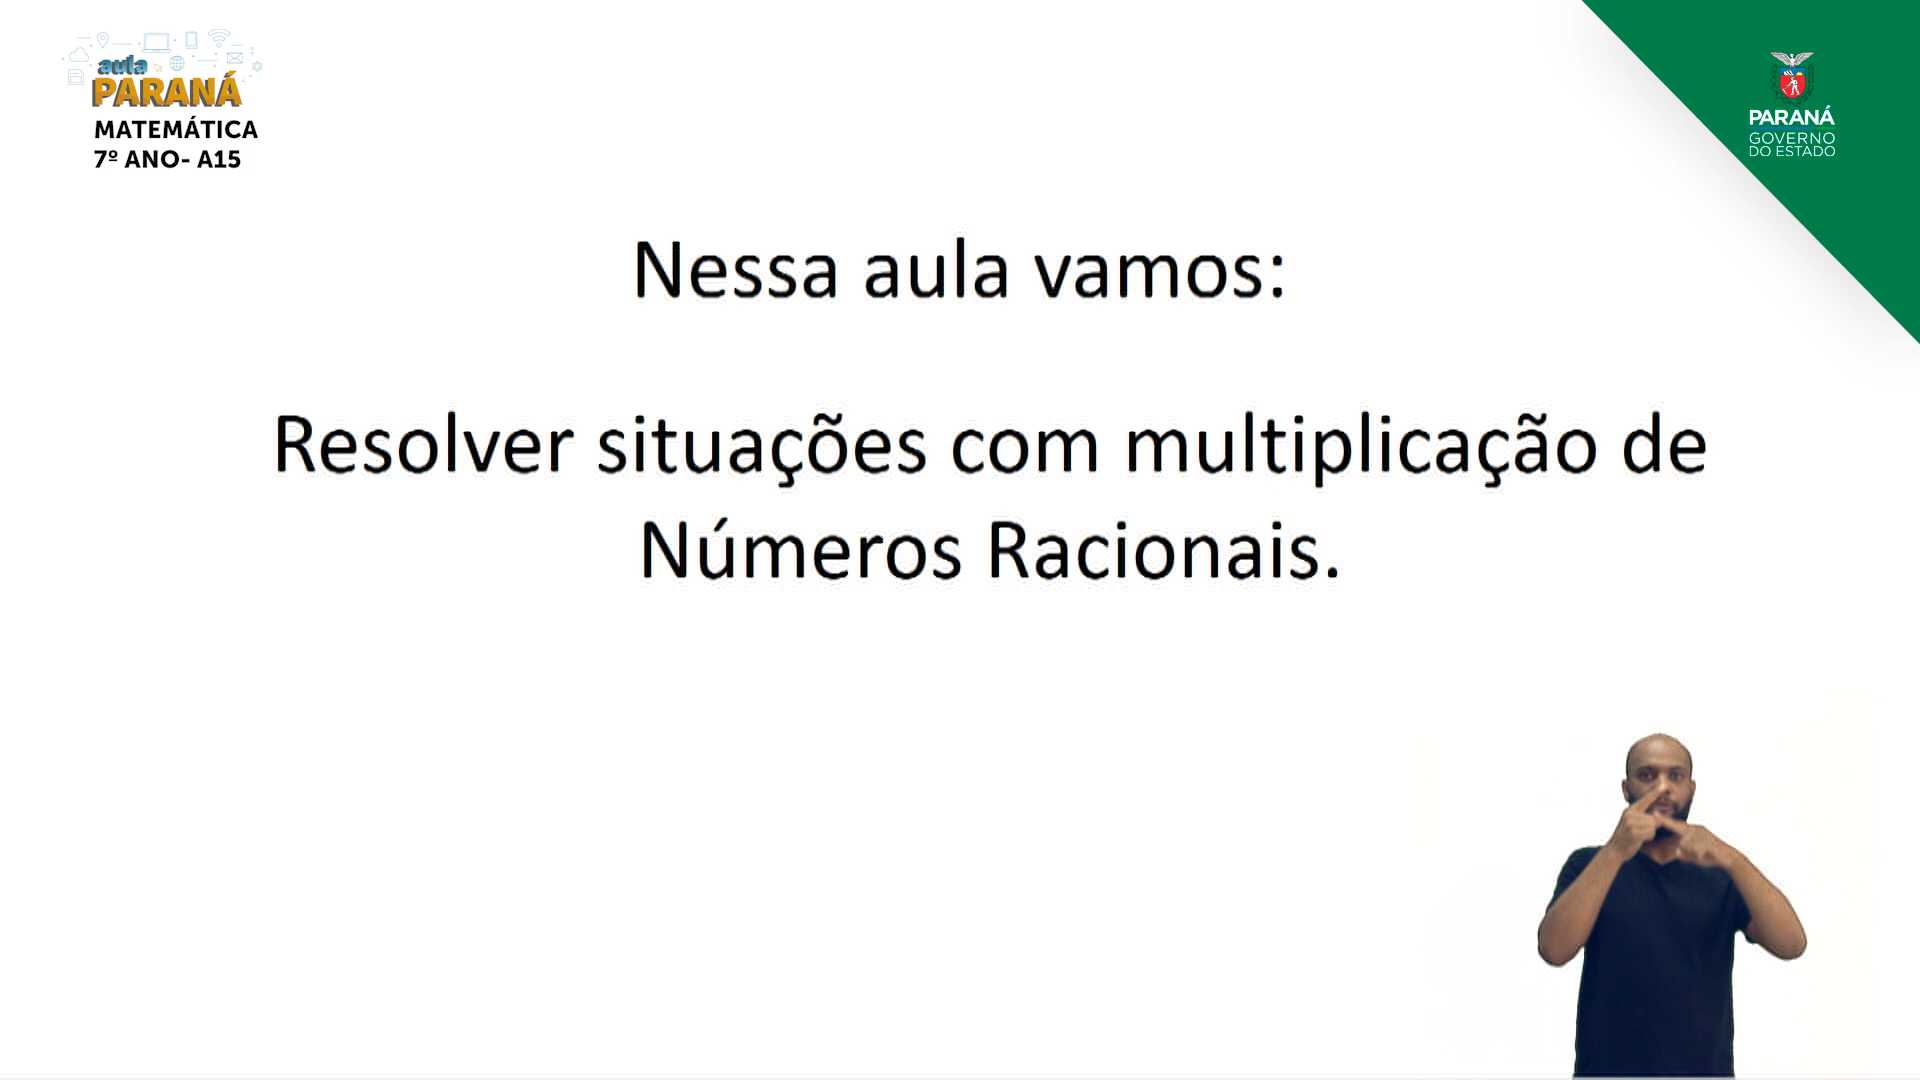 aula
PARANÁ
MATEMÁTICA
7º ANO- A15
PARANÁ
GOVERNO
DO ESTADO
Nessa aula vamos:
Resolver situações com multiplicação de
Números Racionais.